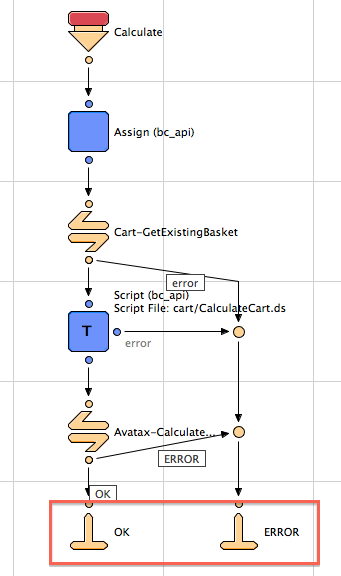 Calculate
Assign (bc_api)
Cart-GetExistingBasket
error
Script (bc_api)
Script File: cart/CalculateCart.ds
T
error
Avatax-Calculate...
ERROR
OK
OK
ERROR